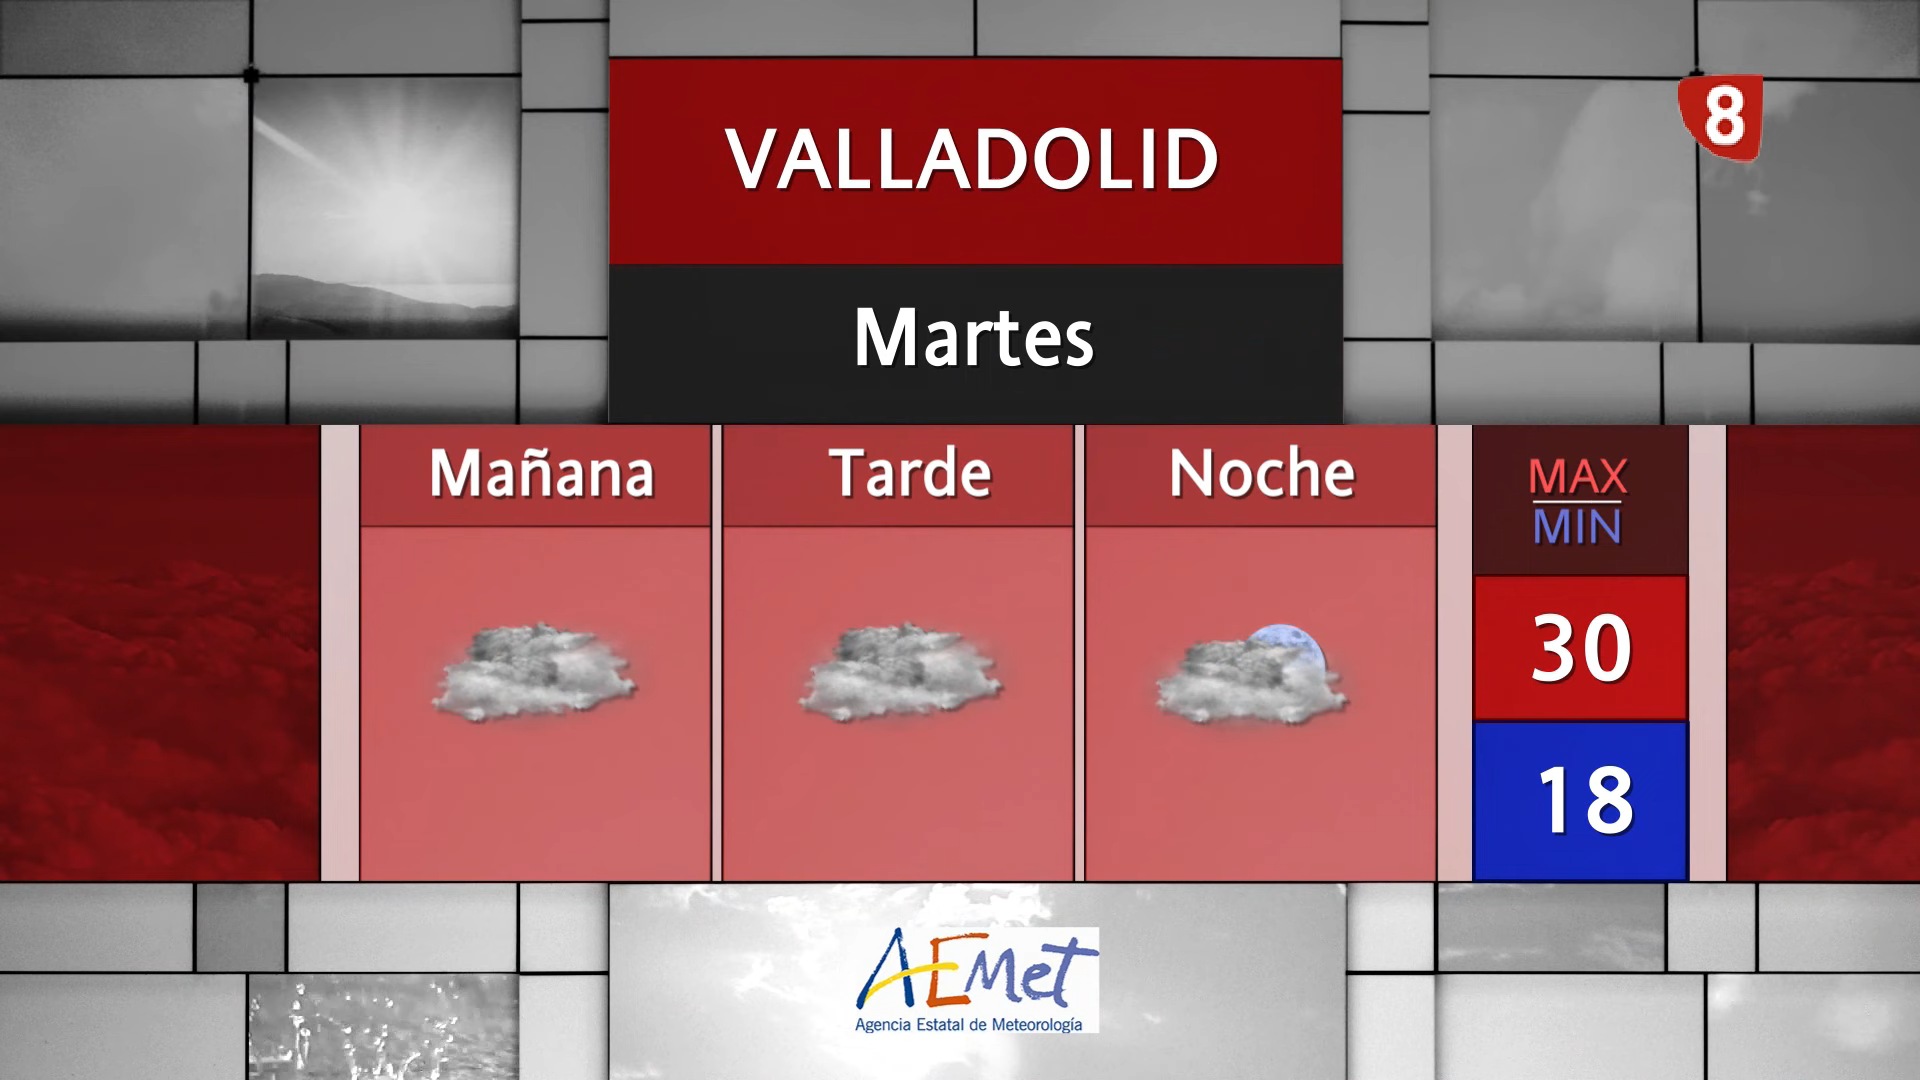 VALLADOLID
8
Martes
Mañana
Tarde
Noche
MAX
MIN
30
18
AEMet
Agencia Estatal de Meteorología